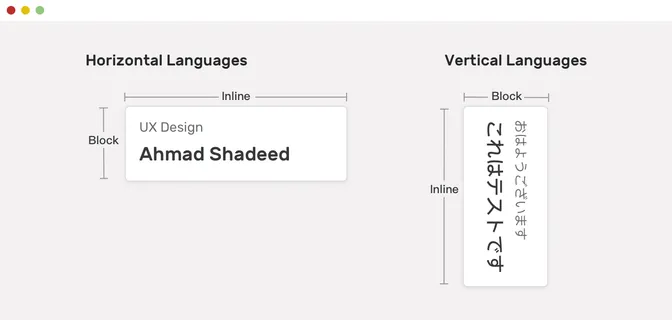 Horizontal Languages
Inline
Block
UX Design
Ahmad Shadeed
Vertical Languages
Block
Inline
おはようございます
これはテストです